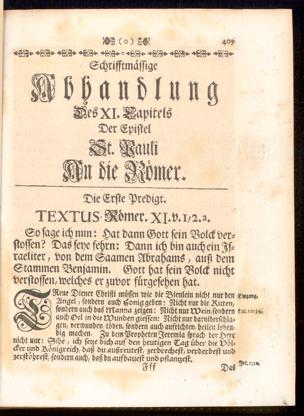 (o) 409
Schrifftmässige
Abhandlung
Des XI. Capitels
Der Epistel
St. Pauli
An die Römer.
Die Erste Predigt.
TEXTUS Römer. XI. v. 1/2. a.
So sage ich nun: Hat dann Gott sein Volck ver-
stossen? Das seye fehrn: Dann ich bin auch ein Jß-
raeliter, von dem Saamen Abrahams, auß dem
Stammen Benjamin. Gott hat sein Volck nicht
verstossen, welches er zuvor fürgesehen hat.
Treue Diener Christi müssen wie die Bienlein nicht nur den Eingang.
Angel, sondern auch Honig geben: Nicht nur die Ruten,
sondern auch das Manna zeigen: Nicht nur Wein, sondern
auch Oel in die Wunden giessen: Nicht nur darniderschla-
gen, verwunden, töden, sondern auch auffrichten, heilen, leben-
dig machen. Zu dem Propheten Jeremia sprach der Herr
nicht nur: Sihe, ich setze dich auf den heutigen Tag über die Völ-
cker und Königreich, daß du außreutest, zerbrechest, verderbest und
zerstöhrest, sondern auch, daß du aufbauest und pflantzest.
Fff Das